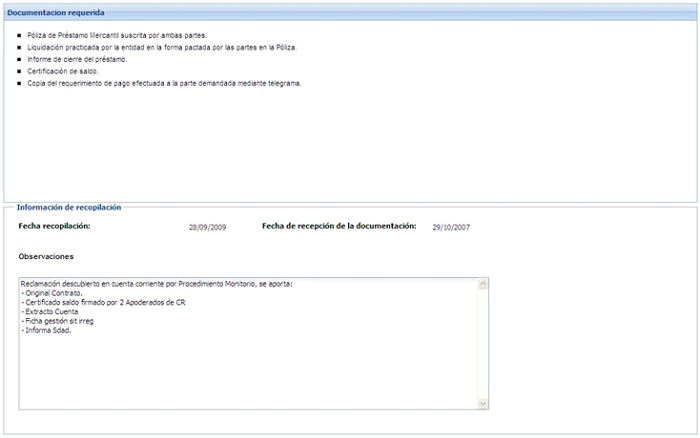 Documentacion requerida
Póliza de Préstamo Mercantil suscrita por ambas partes.
Liquidación practicada por la entidad en la forma pactada por las partes en la Póliza.
Informe de cierre del préstamo.
Certificación de saldo.
Copia del requerimiento de pago efectuada a la parte demandada mediante telegrama.
Información de recopilación
Fecha recopilación: 28/09/2009 Fecha de recepción de la documentación: 29/10/2007
Observaciones
Reclamación descubierto en cuenta corriente por Procedimiento Monitorio, se aporta:
- Original Contrato.
- Certificado saldo firmado por 2 Apoderados de CR
- Extracto Cuenta
- Ficha gestión sit irreg
- Informa Sdad.